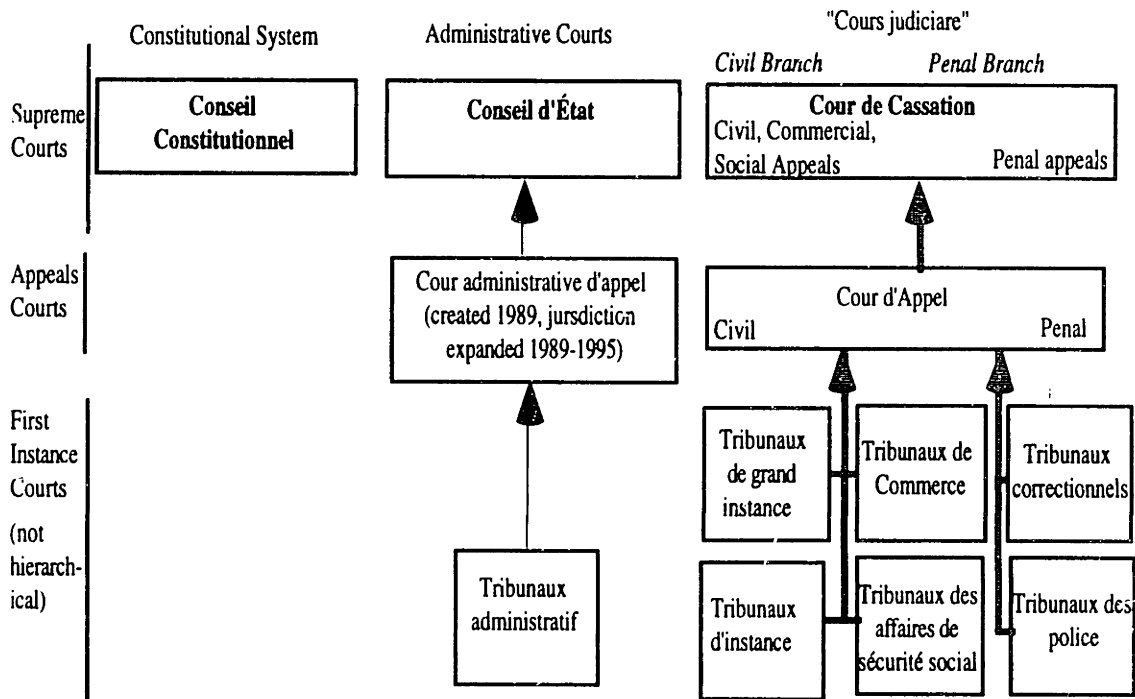 Constitutional System
Administrative Courts
"Cours judiciare"
Civil Branch
Penal Branch
Supreme
Courts
Conseil
Constitutionnel
Conseil d'État
Cour de Cassation
Civil, Commercial,
Social Appeals
Penal appeals
Appeals
Courts
Cour administrative d'appel
(created 1989, jursdiction
expanded 1989-1995)
Cour d'Appel
Civil
Penal
First
Instance
Courts
(not
hierarch-
ical)
Tribunaux
administratif
Tribunaux
de grand
instance
Tribunaux de
Commerce
Tribunaux
correctionnels
Tribunaux
d'instance
Tribunaux des
affaires de
sécurité social
Tribunaux des
police